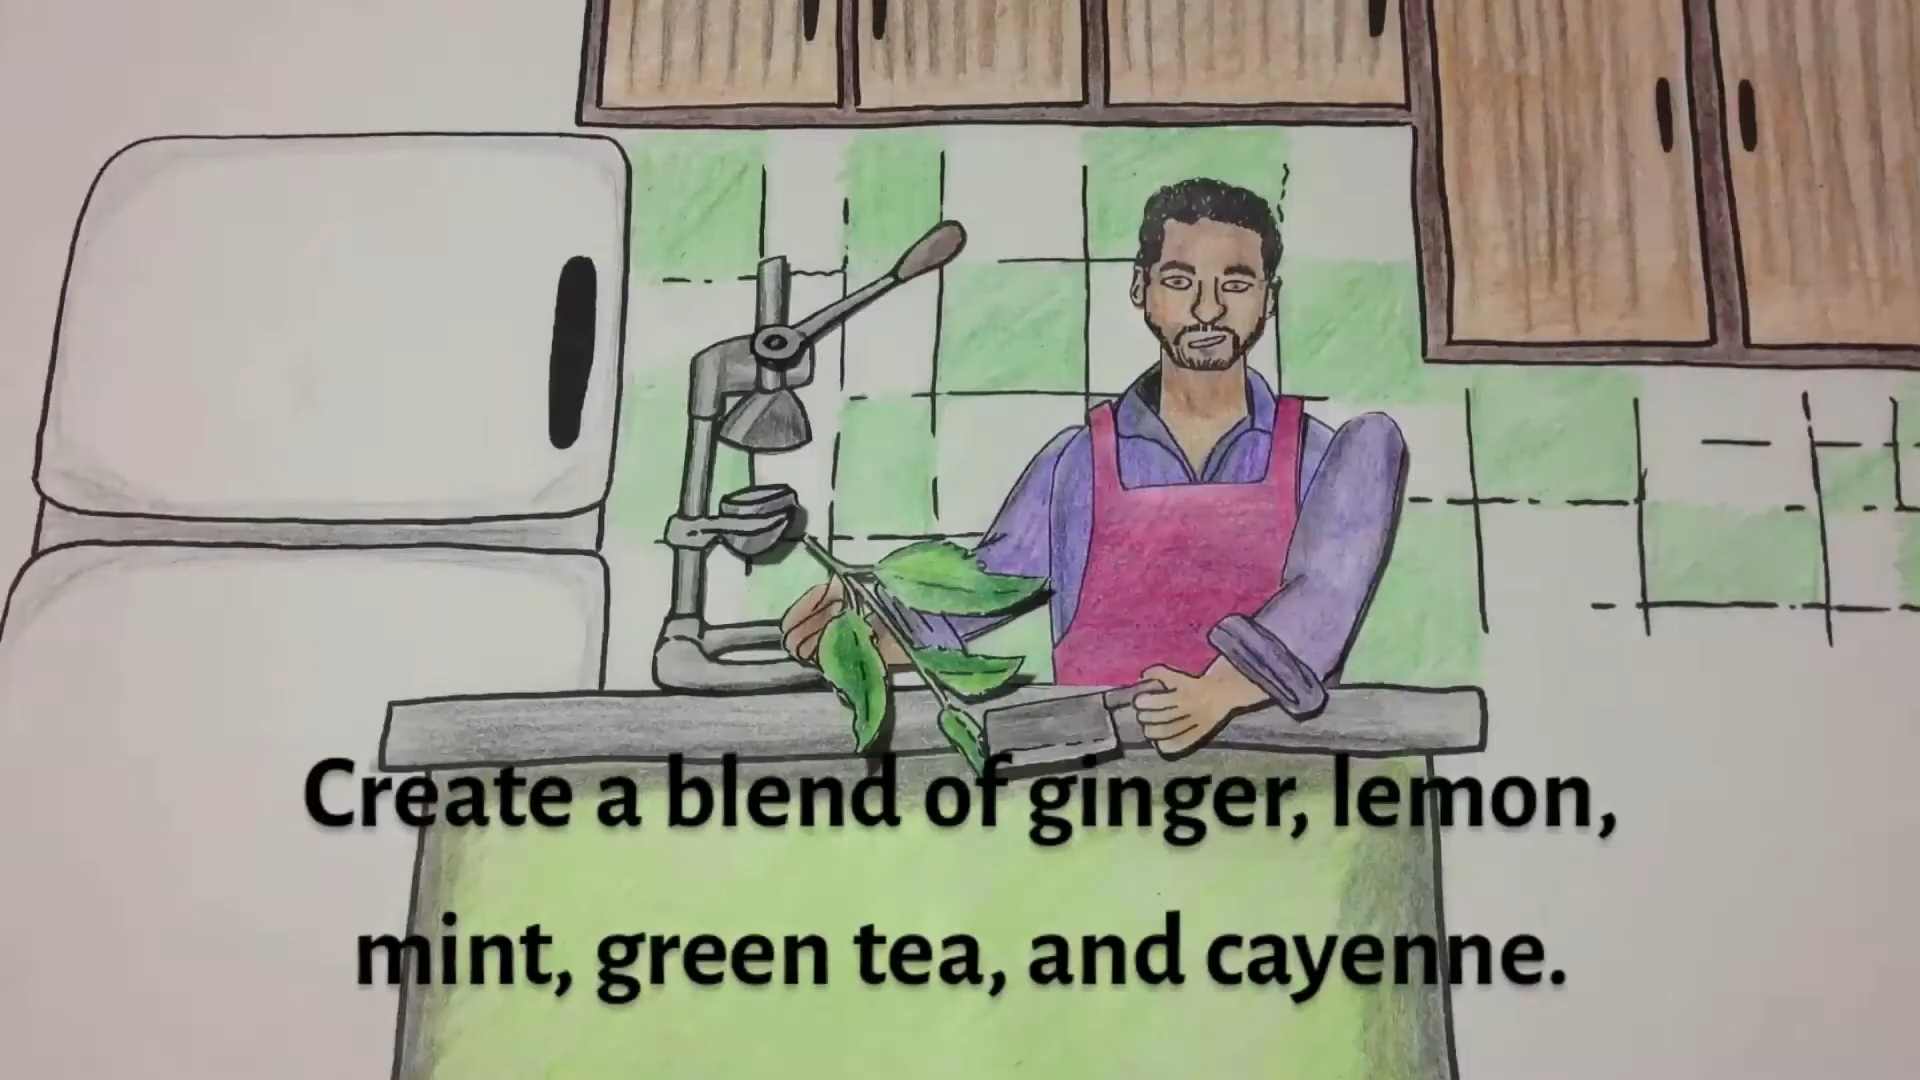 Create a blend of ginger, lemon,
mint, green tea, and cayenne.